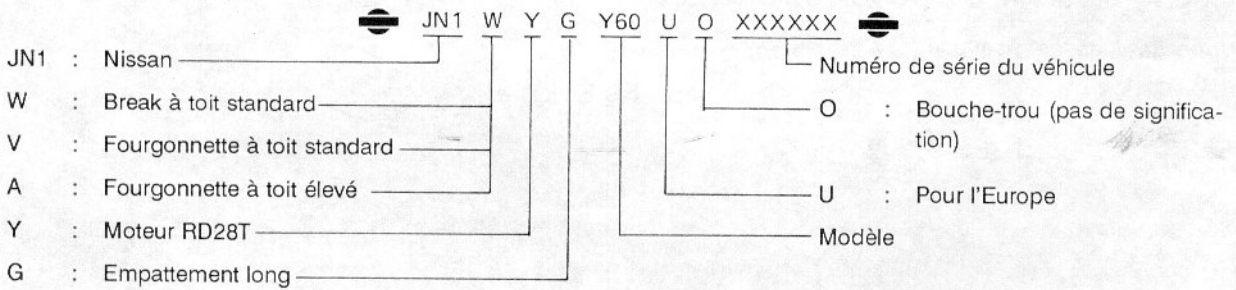 JN1 W Y G Y60 U O XXXXXX
JN1 : Nissan
W : Break à toit standard
V : Fourgonnette à toit standard
A : Fourgonnette à toit élevé
Y : Moteur RD28T
G : Empattement long
Numéro de série du véhicule
O : Bouche-trou (pas de significa-
tion)
U : Pour l'Europe
Modèle